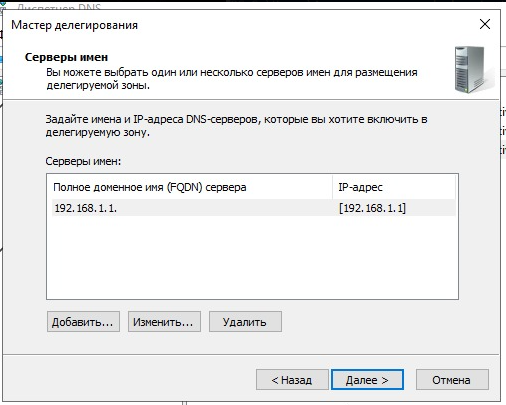 Диспетчер DNS
Мастер делегирования
Серверы имен
Вы можете выбрать один или несколько серверов имен для размещения
делегируемой зоны.
Задайте имена и IP-адреса DNS-серверов, которые вы хотите включить в
делегируемую зону.
Серверы имен:
Полное доменное имя (FQDN) сервера IP-адрес
192.168.1.1. [192.168.1.1]
Добавить... Изменить... Удалить
< Назад Далее > Отмена